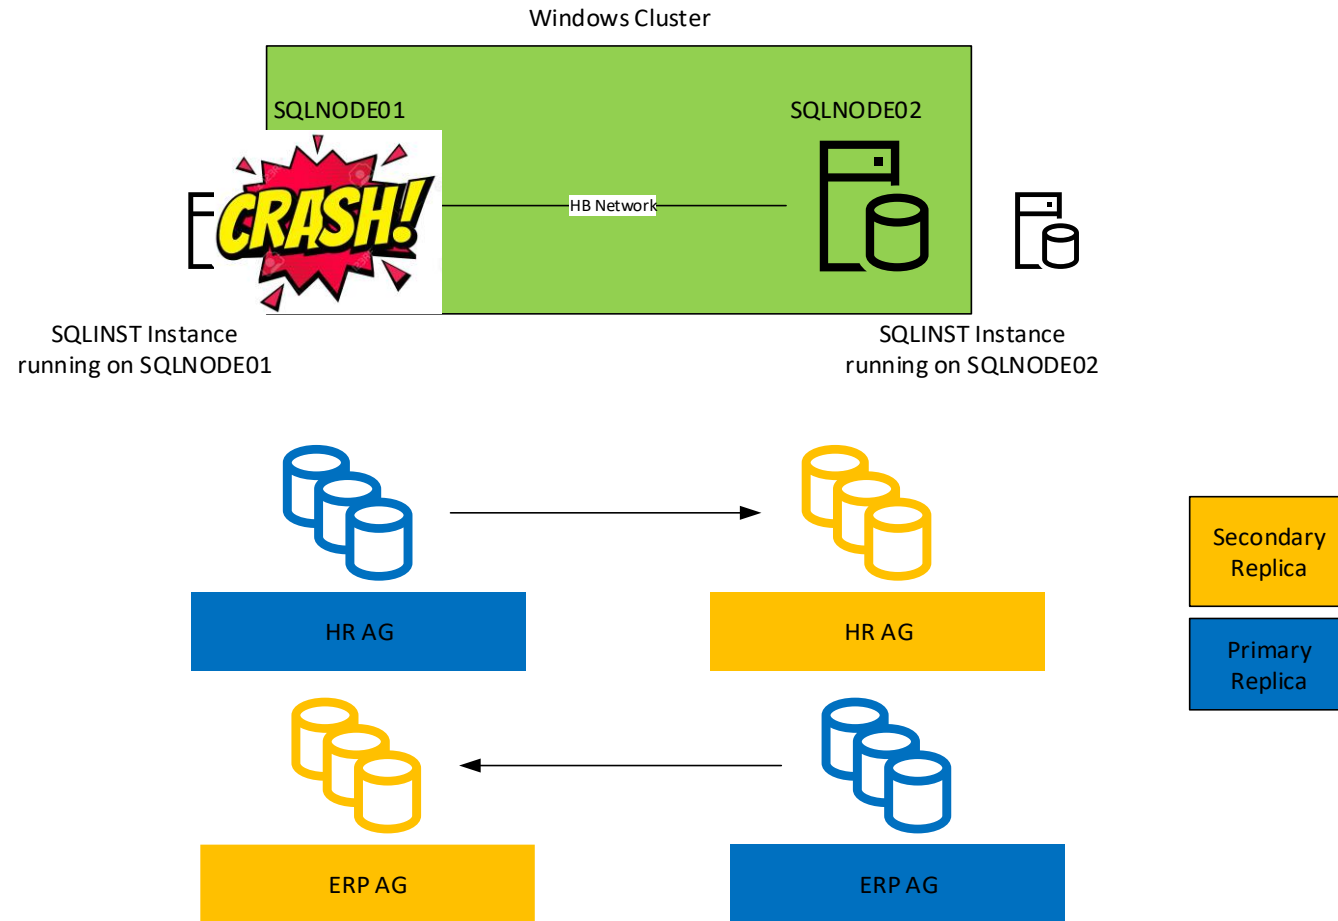 Windows Cluster
SQLNODE01
SQLNODE02
CRASH!
HB Network
SQLINST Instance
running on SQLNODE01
SQLINST Instance
running on SQLNODE02
HR AG
HR AG
Secondary
Replica
Primary
Replica
ERP AG
ERP AG